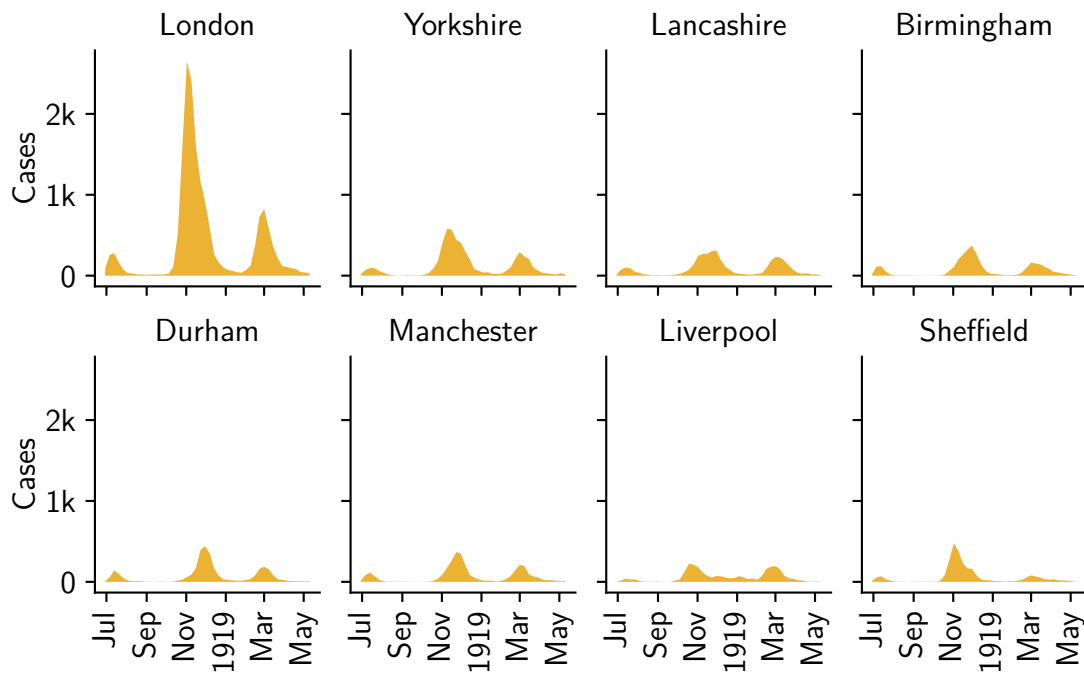 London Yorkshire Lancashire Birmingham
Cases
2k
1k
0
Durham Manchester Liverpool Sheffield
Cases
2k
1k
0
Jul Sep Nov 1919 Mar May Jul Sep Nov 1919 Mar May Jul Sep Nov 1919 Mar May Jul Sep Nov 1919 Mar May